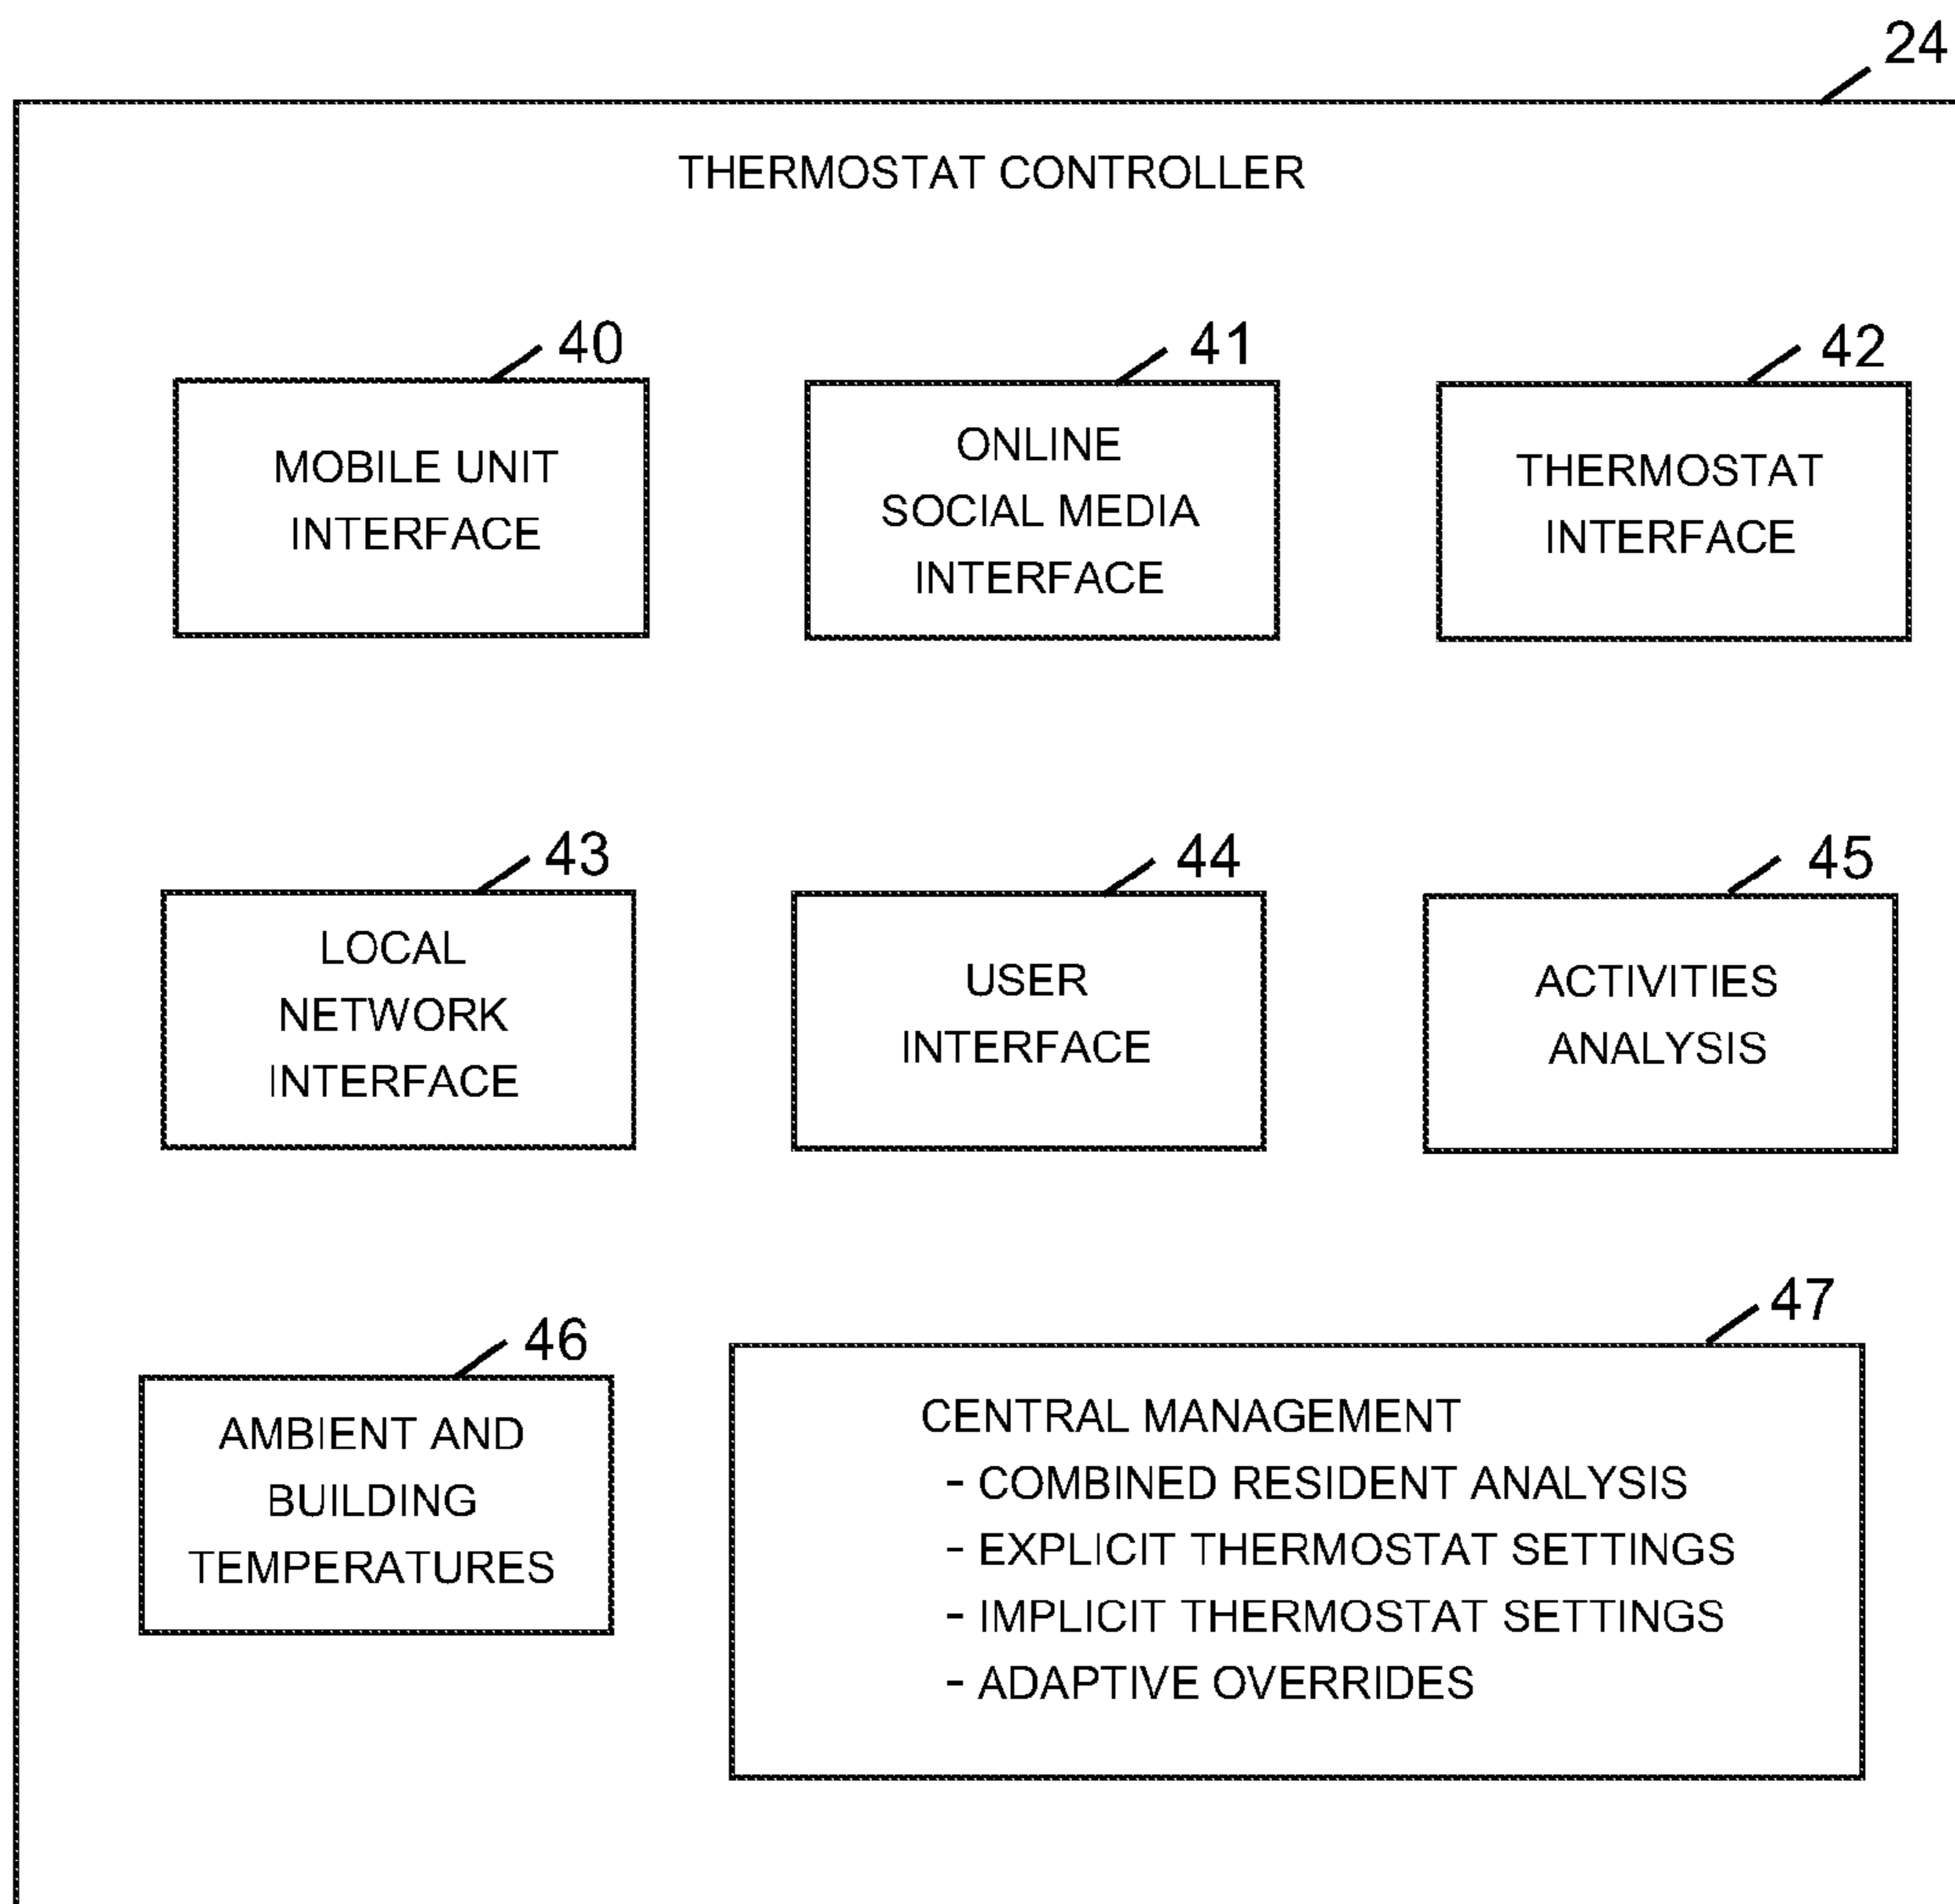 24
THERMOSTAT CONTROLLER
40
MOBILE UNIT
INTERFACE
41
ONLINE
SOCIAL MEDIA
INTERFACE
42
THERMOSTAT
INTERFACE
43
LOCAL
NETWORK
INTERFACE
44
USER
INTERFACE
45
ACTIVITIES
ANALYSIS
46
AMBIENT AND
BUILDING
TEMPERATURES
47
CENTRAL MANAGEMENT
- COMBINED RESIDENT ANALYSIS
- EXPLICIT THERMOSTAT SETTINGS
- IMPLICIT THERMOSTAT SETTINGS
- ADAPTIVE OVERRIDES